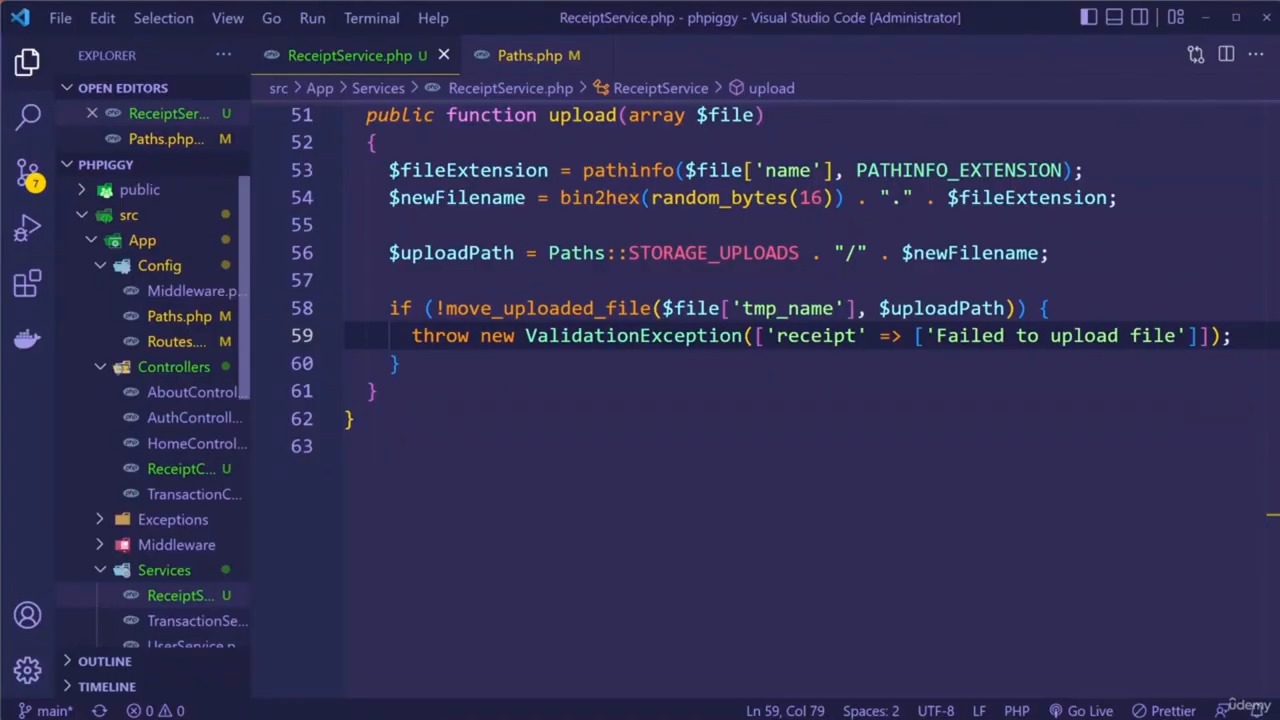 File Edit Selection View Go Run Terminal Help
ReceiptService.php - phpiggy - Visual Studio Code [Administrator]
EXPLORER
ReceiptService.php U
Paths.php M
OPEN EDITORS
ReceiptSer... U
Paths.php... M
PHPIGGY
public
src
App
Config
Middleware.p...
Paths.php M
Routes.... M
Controllers
AboutControl...
AuthControll...
HomeControl...
ReceiptC... U
TransactionC...
Exceptions
Middleware
Services
ReceiptS... U
TransactionSe...
UserService.p...
OUTLINE
TIMELINE
7
src > App > Services > ReceiptService.php > ReceiptService > upload
51 public function upload(array $file)
52 {
53 $fileExtension = pathinfo($file['name'], PATHINFO_EXTENSION);
54 $newFilename = bin2hex(random_bytes(16)) . "." . $fileExtension;
55
56 $uploadPath = Paths::STORAGE_UPLOADS . "/" . $newFilename;
57
58 if (!move_uploaded_file($file['tmp_name'], $uploadPath)) {
59 throw new ValidationException(['receipt' => ['Failed to upload file']]);
60 }
61 }
62 }
63
main* 0 0
Ln 59, Col 79 Spaces: 2 UTF-8 LF PHP Go Live Prettier
udemy